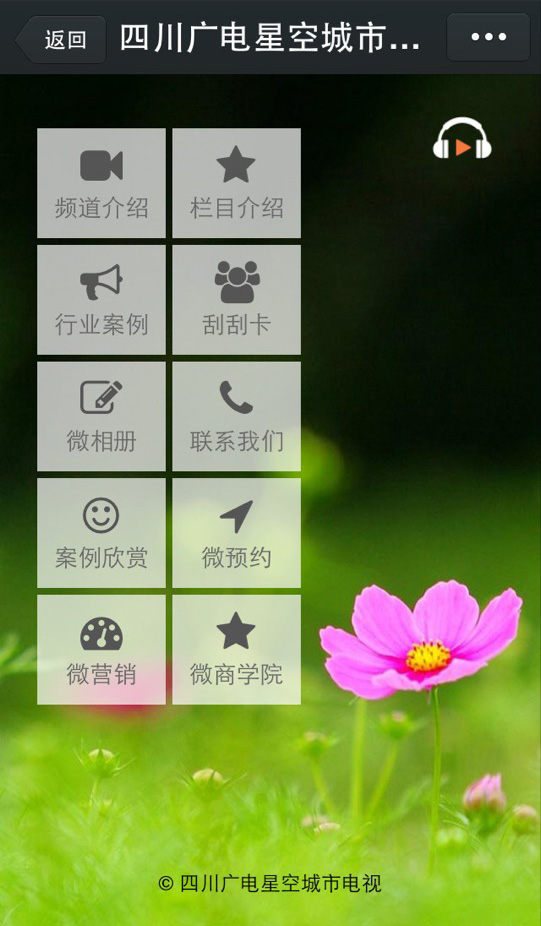 返回 四川广电星空城市...
频道介绍 栏目介绍
行业案例 刮刮卡
微相册 联系我们
案例欣赏 微预约
微营销 微商学院
© 四川广电星空城市电视